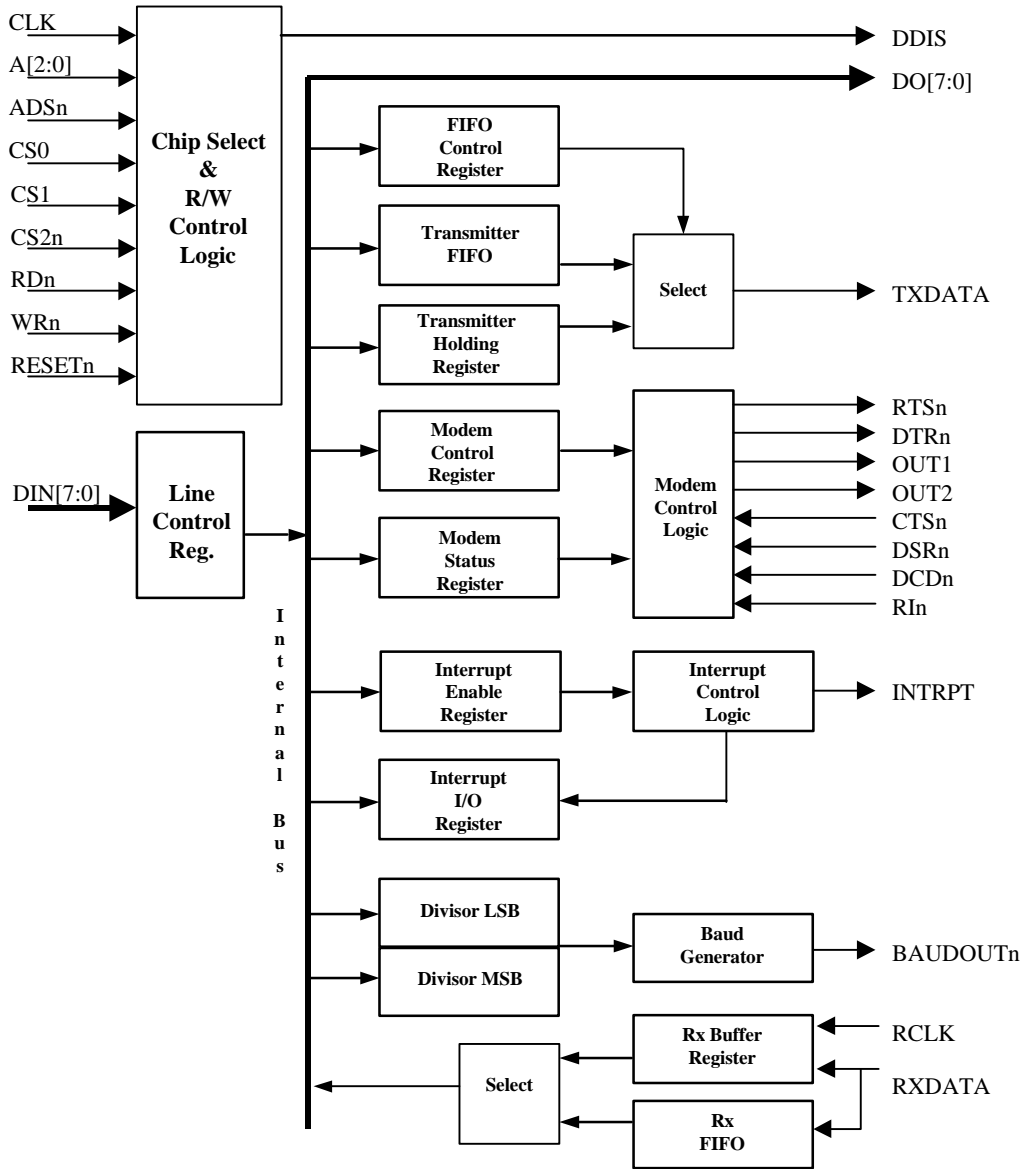 CLK
A[2:0]
ADSn
CS0
CS1
CS2n
RDn
WRn
RESETn
Chip Select
&
R/W
Control
Logic
DDIS
DO[7:0]
FIFO
Control
Register
Transmitter
FIFO
Transmitter
Holding
Register
Select
TXDATA
DIN[7:0]
Line
Control
Reg.
Modem
Control
Register
Modem
Status
Register
Modem
Control
Logic
RTSn
DTRn
OUT1
OUT2
CTSn
DSRn
DCDn
RIn
Internal Bus
Interrupt
Enable
Register
Interrupt
Control
Logic
INTRPT
Interrupt
I/O
Register
Divisor LSB
Divisor MSB
Baud
Generator
BAUDOUTn
Rx Buffer
Register
RCLK
RXDATA
Select
Rx
FIFO